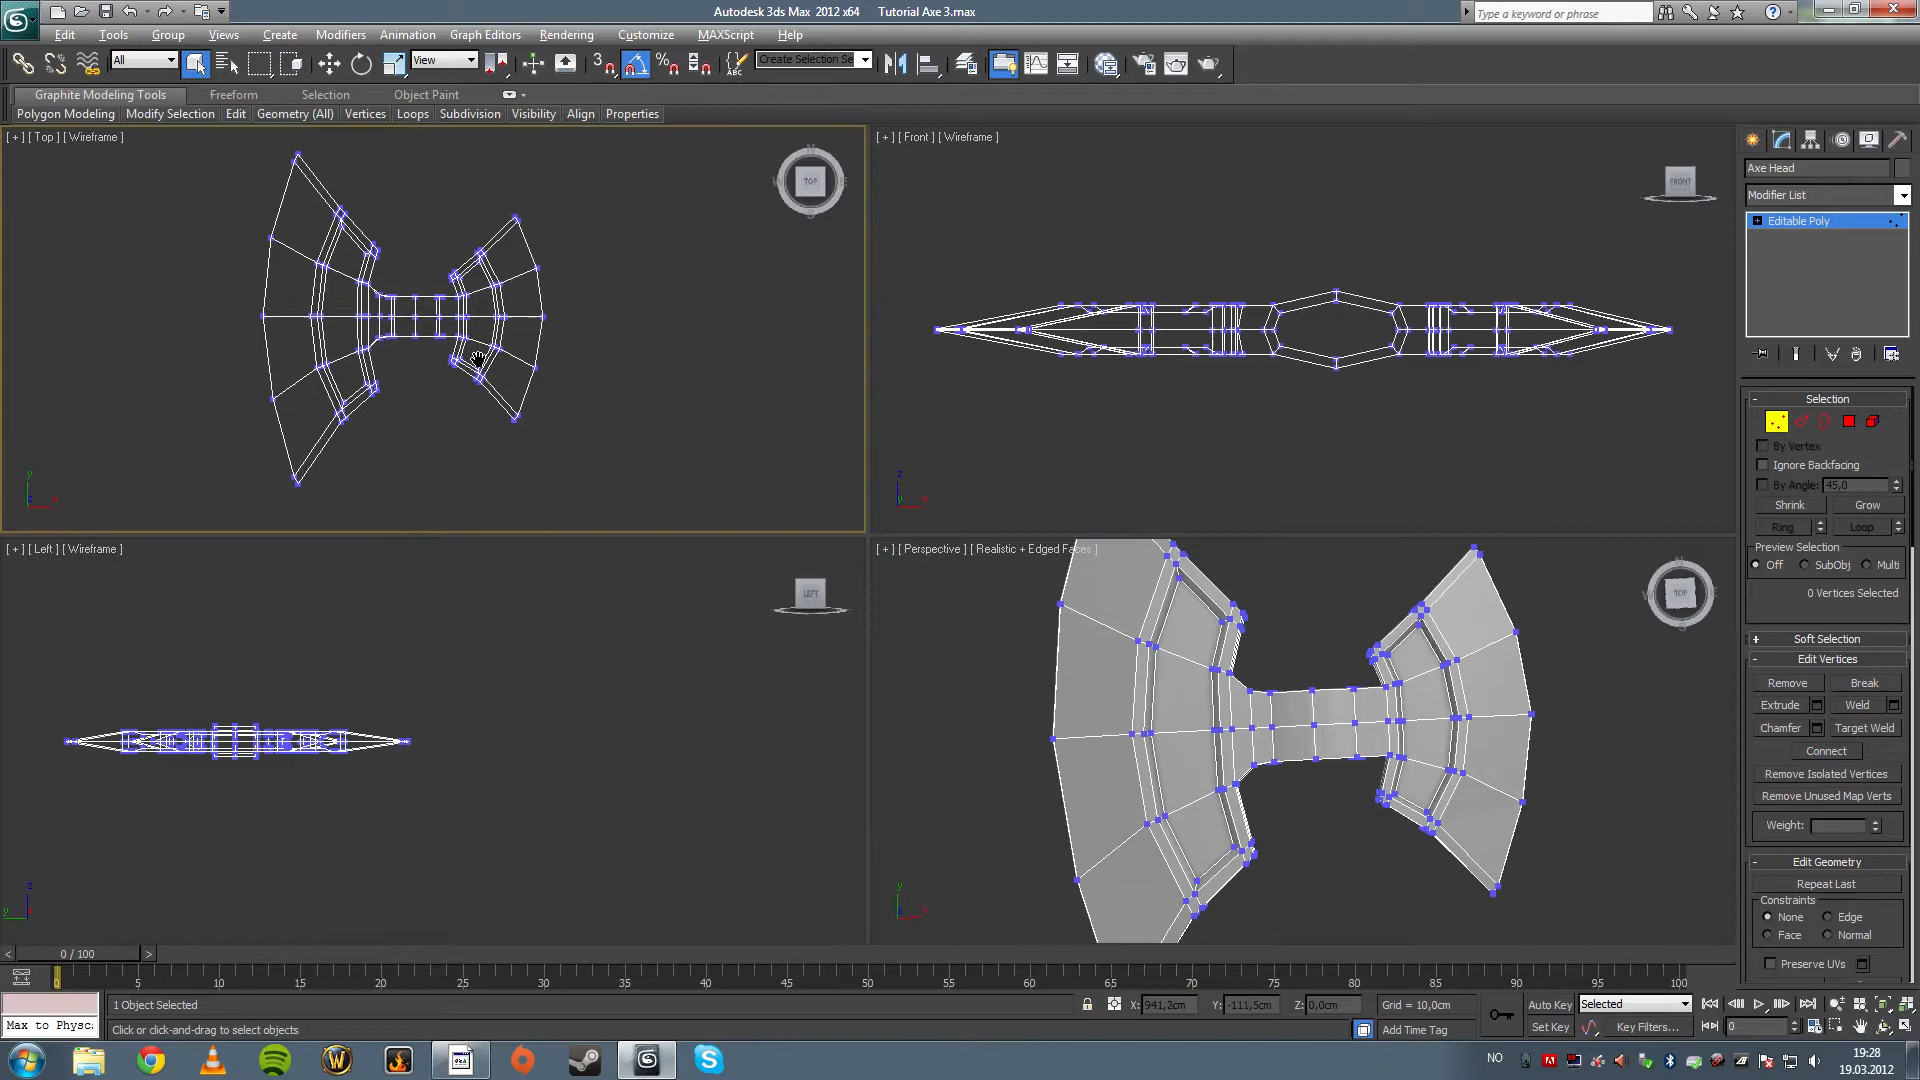 Autodesk 3ds Max 2012 x64 Tutorial Axe 3.max
Type a keyword or phrase
Edit Tools Group Views Create Modifiers Animation Graph Editors Rendering Customize MAXScript Help
All View 3 Create Selection Se
Graphite Modeling Tools Freeform Selection Object Paint
Polygon Modeling Modify Selection Edit Geometry (All) Vertices Loops Subdivision Visibility Align Properties
[ + ] [ Top ] [ Wireframe ]
TOP
[ + ] [ Front ] [ Wireframe ]
FRONT
[ + ] [ Left ] [ Wireframe ]
LEFT
[ + ] [ Perspective ] [ Realistic + Edged Faces ]
TOP
Axe Head
Modifier List
Editable Poly
Selection
By Vertex
Ignore Backfacing
By Angle: 45,0
Shrink Grow
Ring Loop
Preview Selection
Off SubObj Multi
0 Vertices Selected
Soft Selection
Edit Vertices
Remove Break
Extrude Weld
Chamfer Target Weld
Connect
Remove Isolated Vertices
Remove Unused Map Verts
Weight:
Edit Geometry
Repeat Last
Constraints
None Edge
Face Normal
Preserve UVs
< 0 / 100 >
0 5 10 15 20 25 30 35 40 45 50 55 60 65 70 75 80 85 90 95 100
1 Object Selected X: 941,2cm Y: -111,5cm Z: 0,0cm Grid = 10,0cm Auto Key Selected
Max to Physc: Click or click-and-drag to select objects Add Time Tag Set Key Key Filters... 0
NO 19:28
19.03.2012